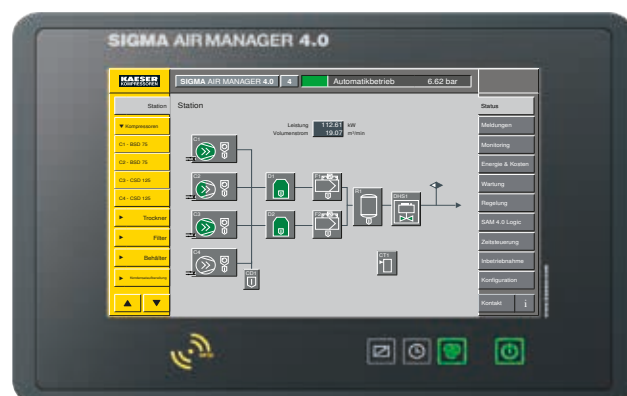 SIGMA AIR MANAGER 4.0
KAESER
KOMPRESSOREN
SIGMA AIR MANAGER 4.0 4 Automatikbetrieb 6.62 bar
Station
▼ Kompressoren
C1 - BSD 75
C2 - BSD 75
C3 - CSD 125
C4 - CSD 125
► Trockner
► Filter
► Behälter
▲ ▼
Station
Leistung 112.61 kW
Volumenstrom 19.07 m³/min
C1
C2
D1
F1
R1
DHS1
C3
D2
F2
C4
CD1
CT1
Status
Meldungen
Monitoring
Energie & Kosten
Wartung
Regelung
SAM 4.0 Logic
Zeitsteuerung
Inbetriebnahme
Konfiguration
Kontakt i